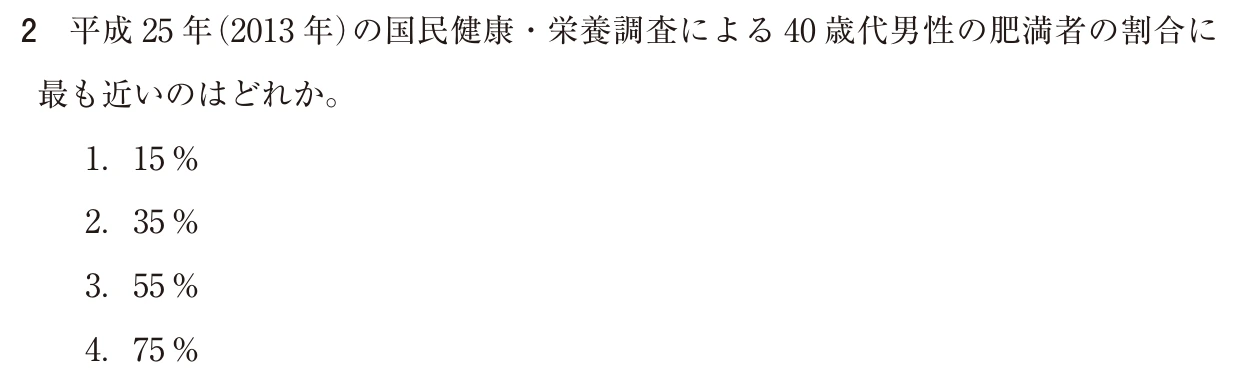 2 平成 25 年(2013 年)の国民健康・栄養調査による 40 歳代男性の肥満者の割合に
最も近いのはどれか。
1. 15 %
2. 35 %
3. 55 %
4. 75 %